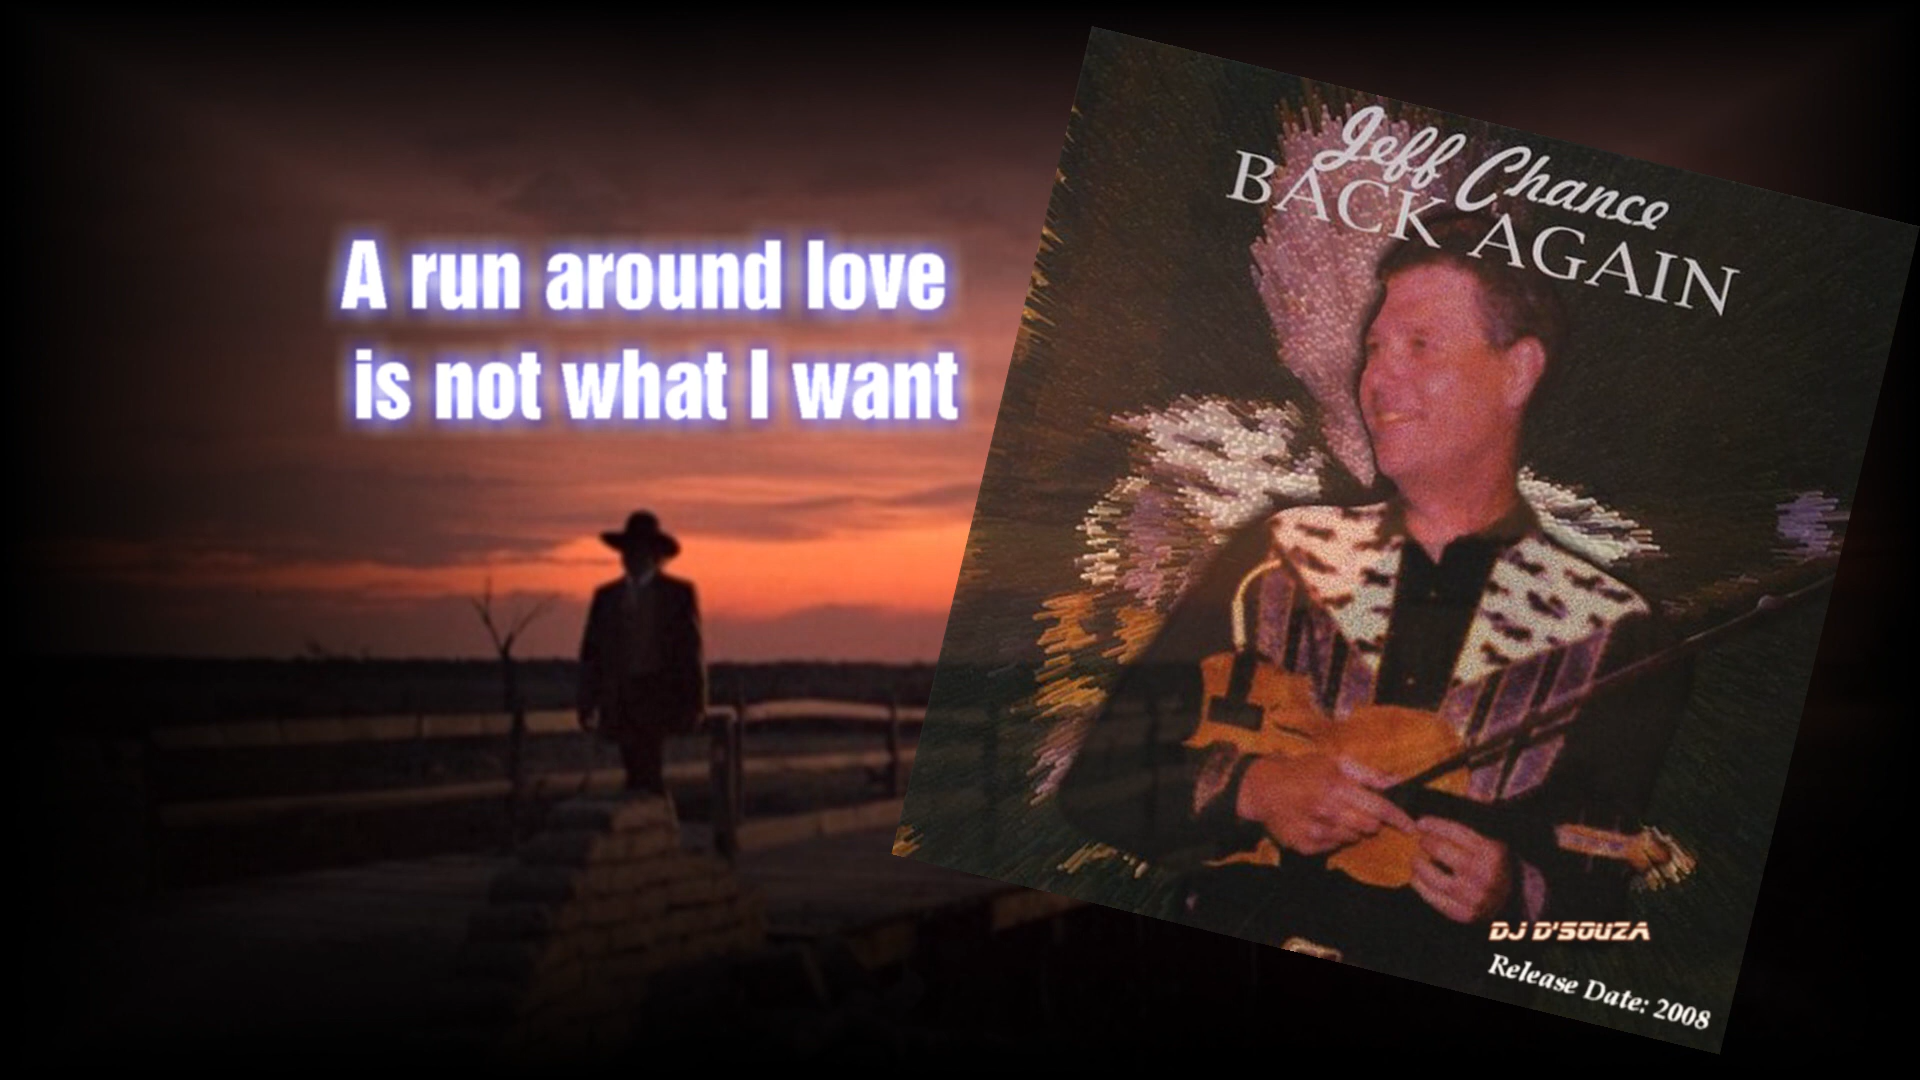 A run around love
is not what I want
Jeff Chance
BACK AGAIN
DJ D'SOUZA
Release Date: 2008